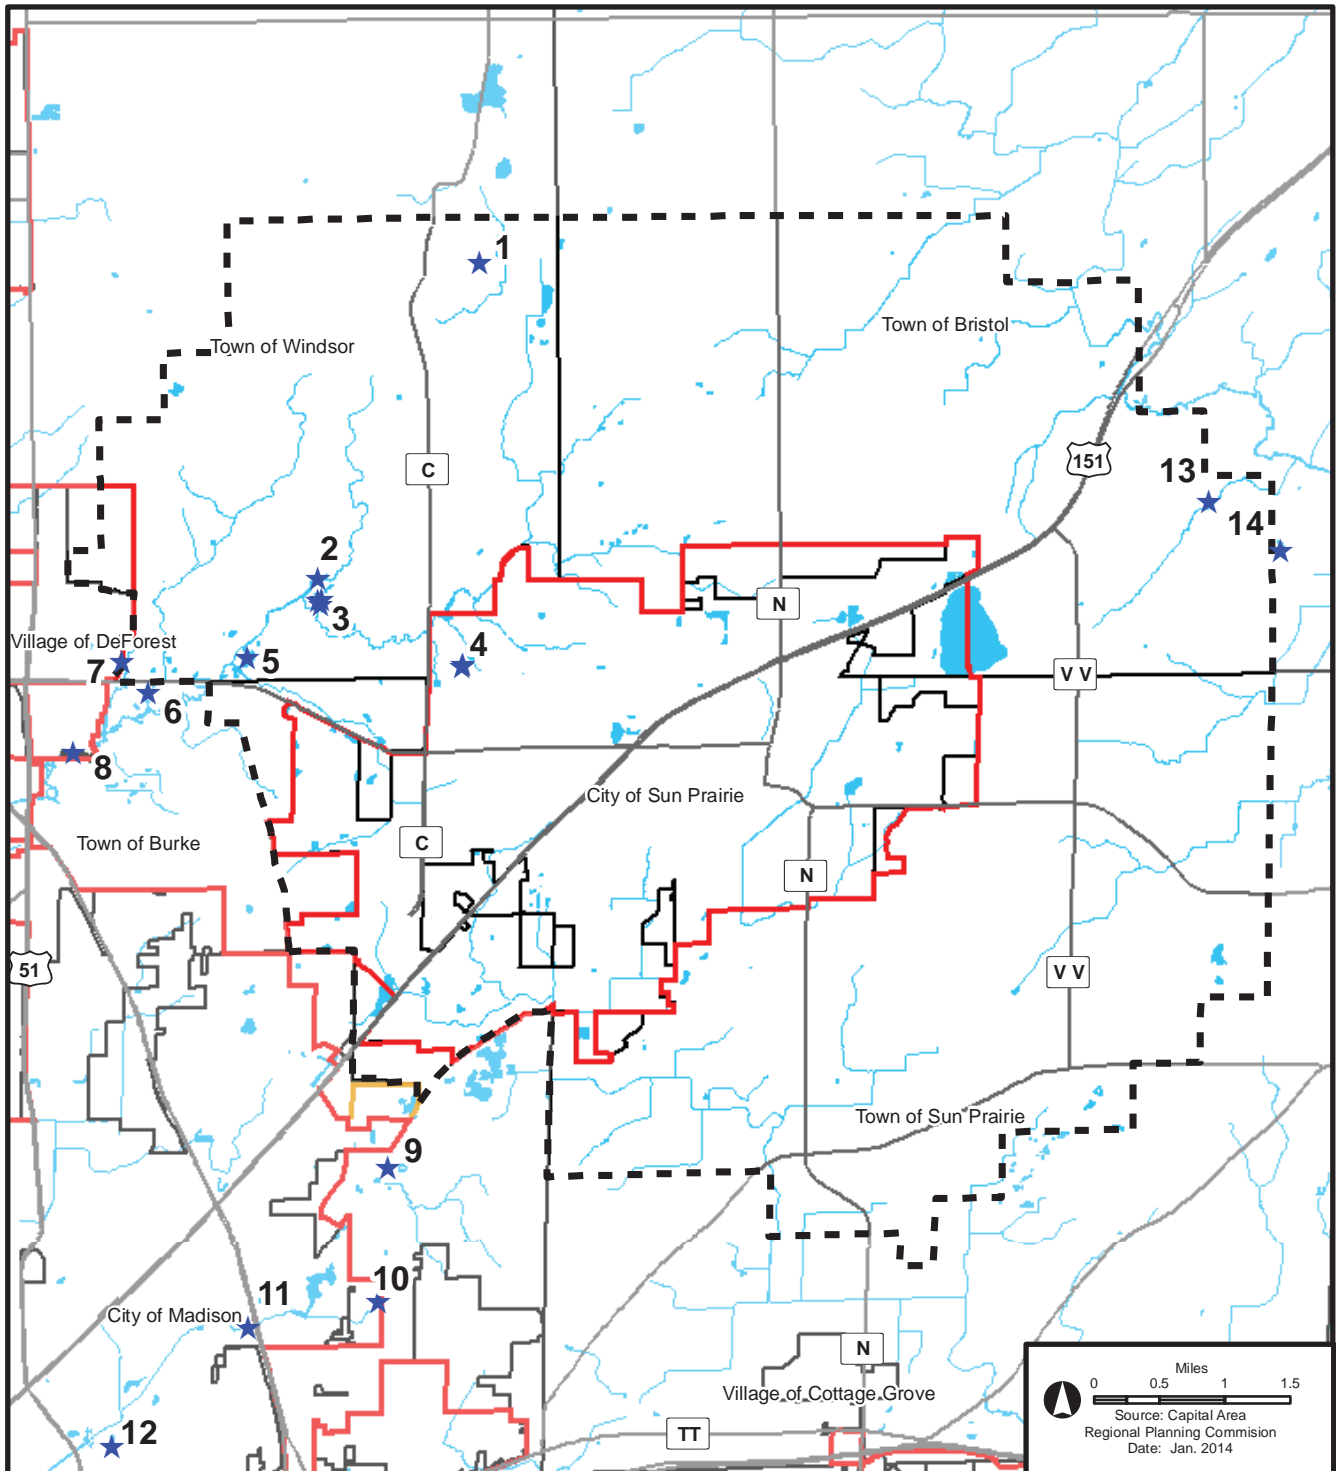 1
Town of Bristol
Town of Windsor
C
151
13
14
2
3
N
Village of DeForest
4
5
7
V V
6
8
City of Sun Prairie
Town of Burke
C
N
51
V V
Town of Sun Prairie
9
10
11
City of Madison
N
Village of Cottage Grove
12
TT
Miles
0 0.5 1 1.5
Source: Capital Area
Regional Planning Commision
Date: Jan. 2014